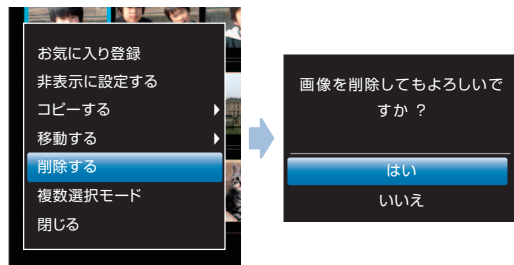 お気に入り登録
非表示に設定する
コピーする
移動する
削除する
複数選択モード
閉じる
画像を削除してもよろしいで
すか ？
はい
いいえ